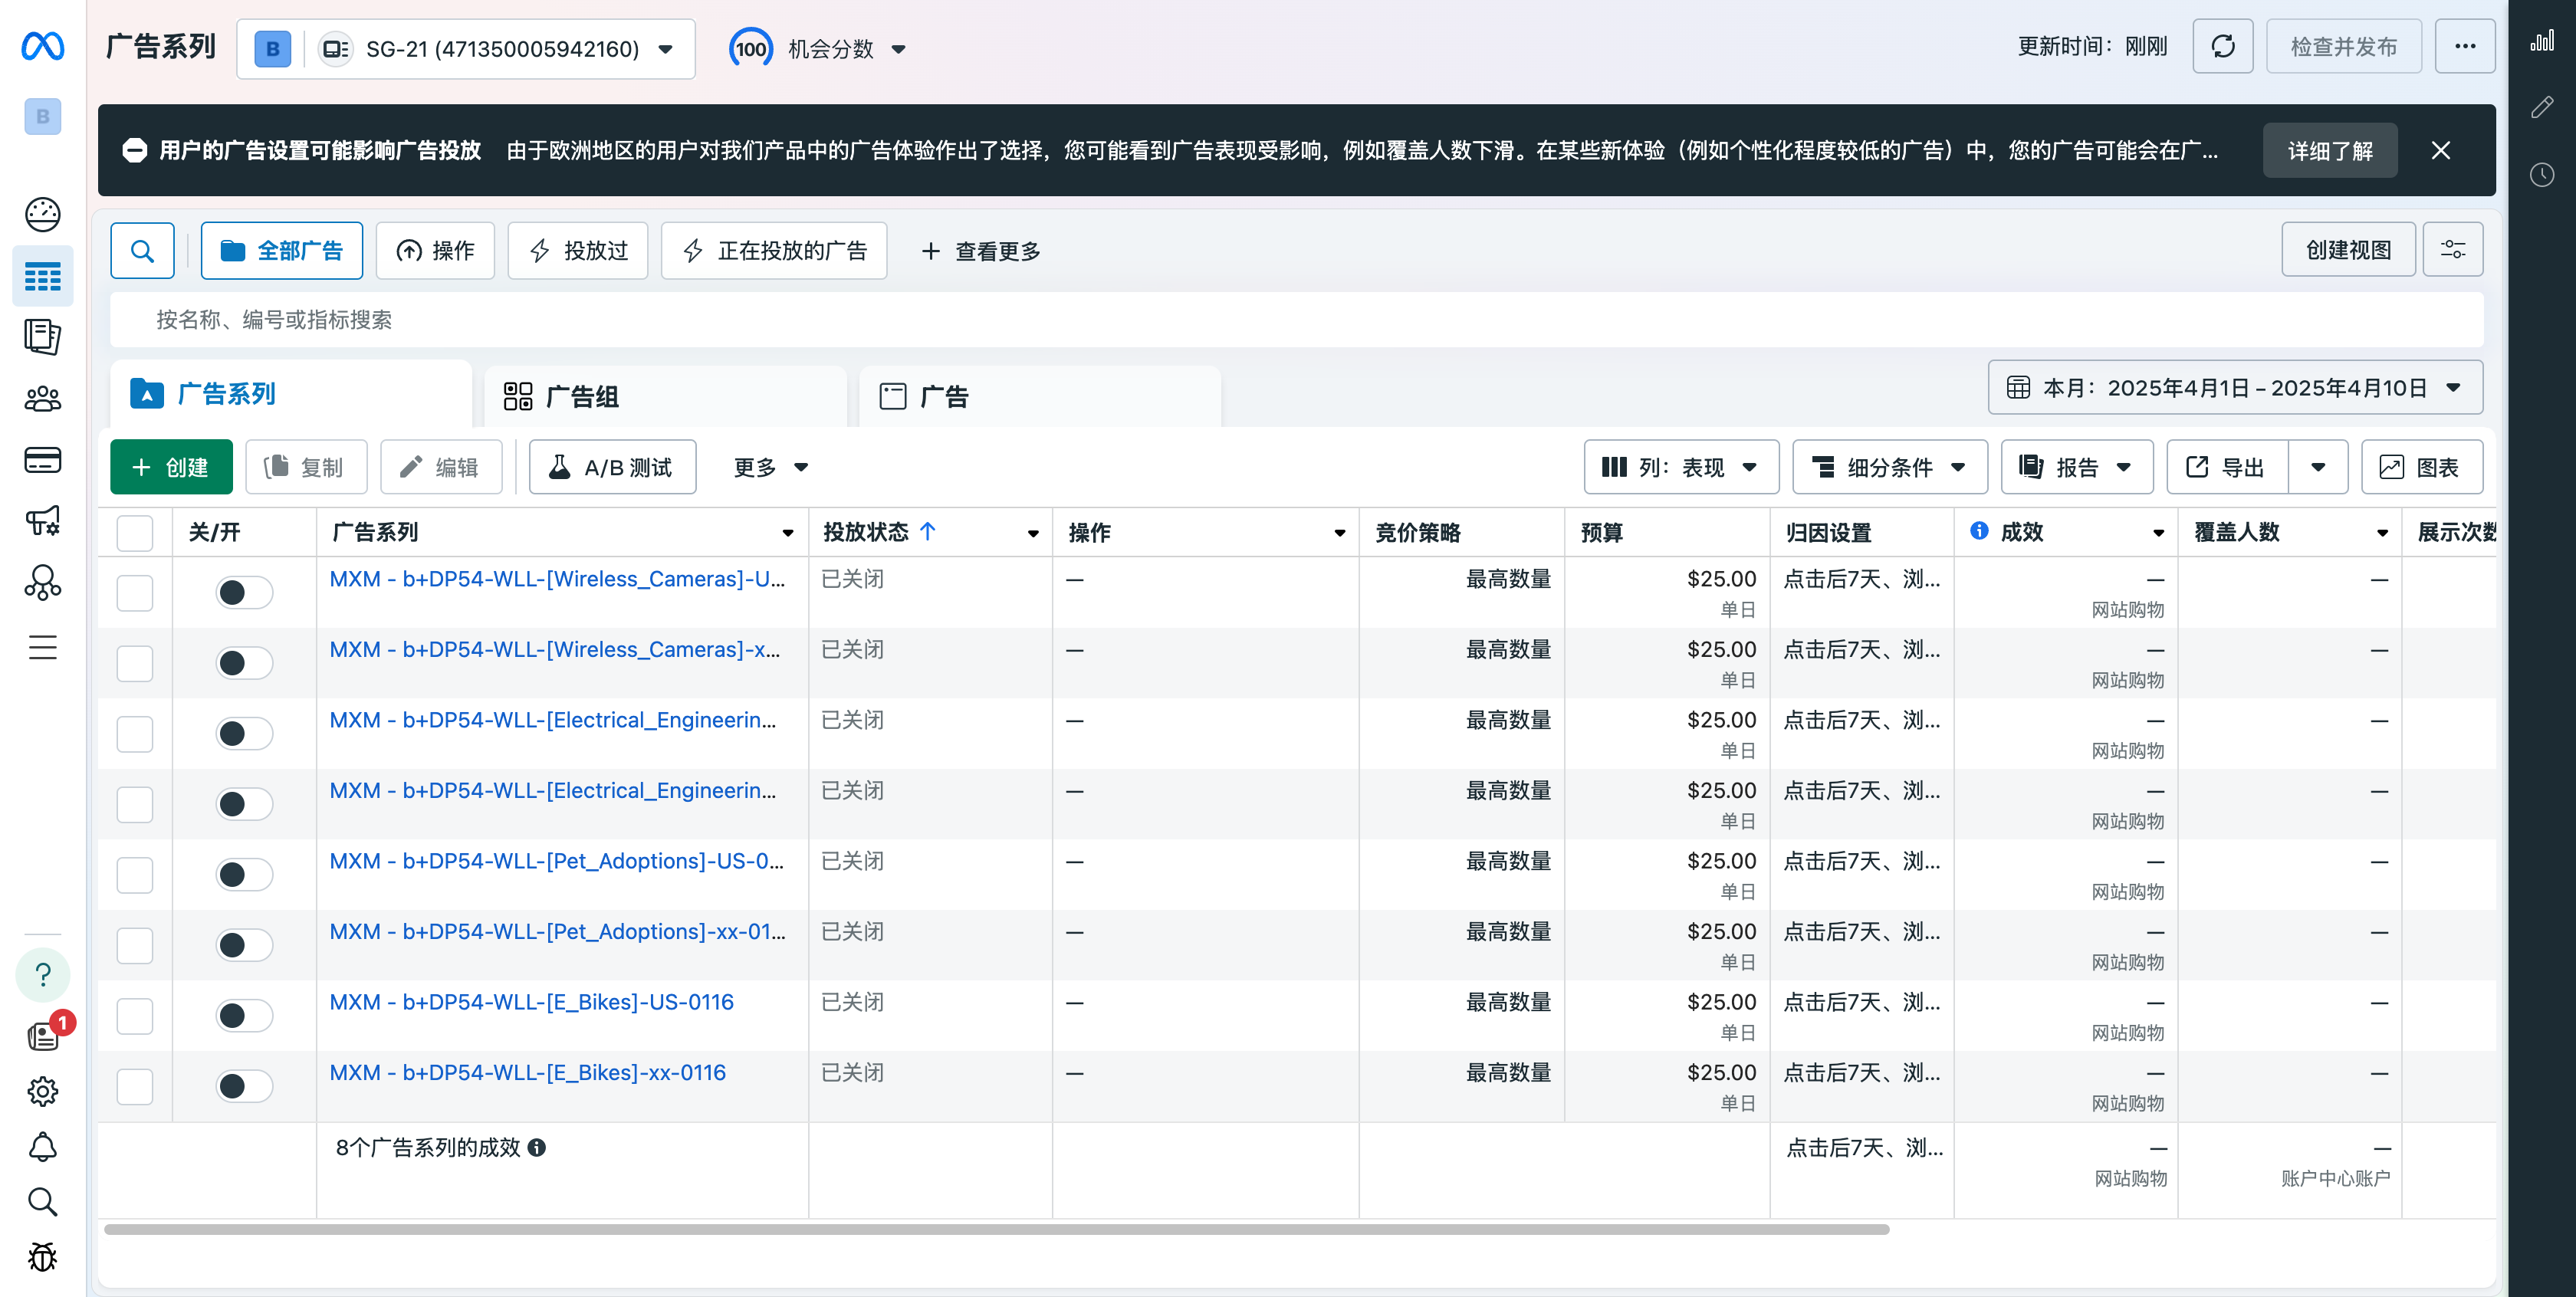 广告系列
B
SG-21 (471350005942160)
100
机会分数
更新时间：刚刚
检查并发布
B
用户的广告设置可能影响广告投放 由于欧洲地区的用户对我们产品中的广告体验作出了选择，您可能看到广告表现受影响，例如覆盖人数下滑。在某些新体验（例如个性化程度较低的广告）中，您的广告可能会在广...
详细了解
全部广告
操作
投放过
正在投放的广告
+ 查看更多
创建视图
按名称、编号或指标搜索
广告系列
广告组
广告
本月：2025年4月1日 – 2025年4月10日
+ 创建
复制
编辑
A/B 测试
更多
列：表现
细分条件
报告
导出
图表
关/开 广告系列 投放状态 ↑ 操作 竞价策略 预算 归因设置 成效 覆盖人数 展示次数
MXM - b+DP54-WLL-[Wireless_Cameras]-U... 已关闭 — 最高数量 $25.00 点击后7天、浏... — —
单日 网站购物
MXM - b+DP54-WLL-[Wireless_Cameras]-x... 已关闭 — 最高数量 $25.00 点击后7天、浏... — —
单日 网站购物
MXM - b+DP54-WLL-[Electrical_Engineerin... 已关闭 — 最高数量 $25.00 点击后7天、浏... — —
单日 网站购物
MXM - b+DP54-WLL-[Electrical_Engineerin... 已关闭 — 最高数量 $25.00 点击后7天、浏... — —
单日 网站购物
MXM - b+DP54-WLL-[Pet_Adoptions]-US-0... 已关闭 — 最高数量 $25.00 点击后7天、浏... — —
单日 网站购物
MXM - b+DP54-WLL-[Pet_Adoptions]-xx-01... 已关闭 — 最高数量 $25.00 点击后7天、浏... — —
单日 网站购物
MXM - b+DP54-WLL-[E_Bikes]-US-0116 已关闭 — 最高数量 $25.00 点击后7天、浏... — —
单日 网站购物
MXM - b+DP54-WLL-[E_Bikes]-xx-0116 已关闭 — 最高数量 $25.00 点击后7天、浏... — —
单日 网站购物
8个广告系列的成效 点击后7天、浏... — —
网站购物 账户中心账户
?
1